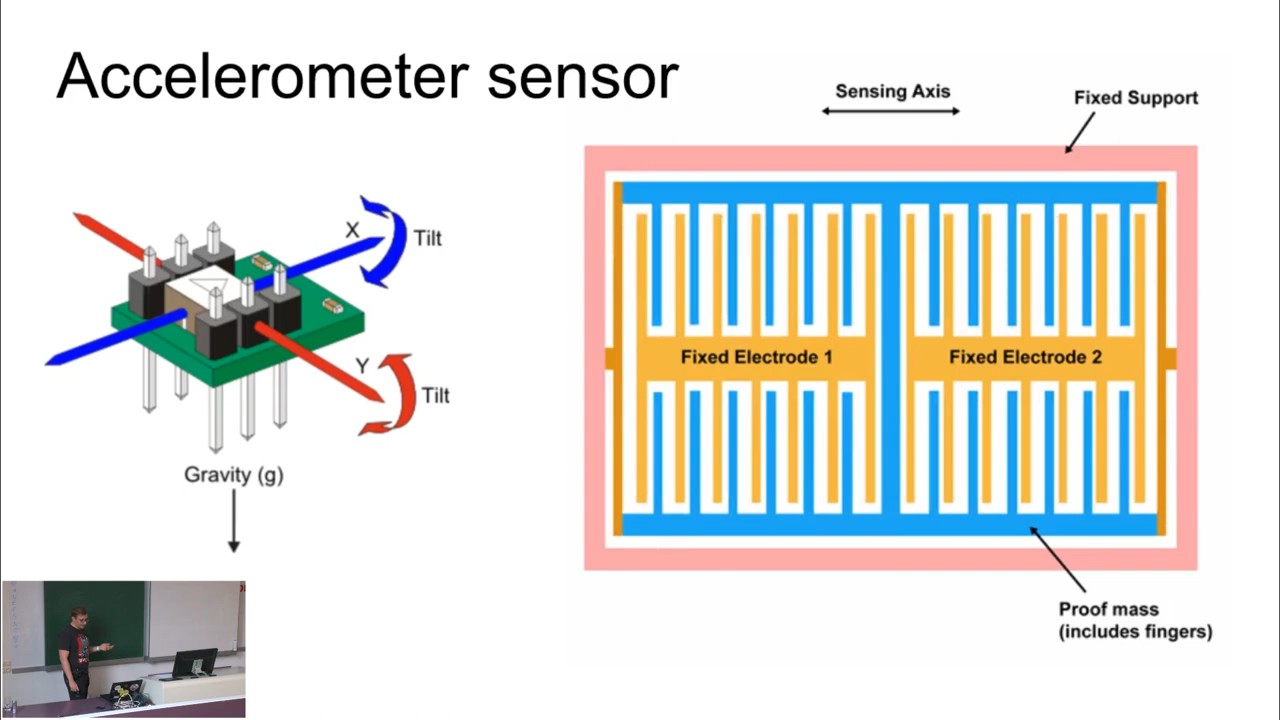 Accelerometer sensor
Sensing Axis
Fixed Support
X
Tilt
Y
Tilt
Gravity (g)
Fixed Electrode 1
Fixed Electrode 2
Proof mass
(includes fingers)